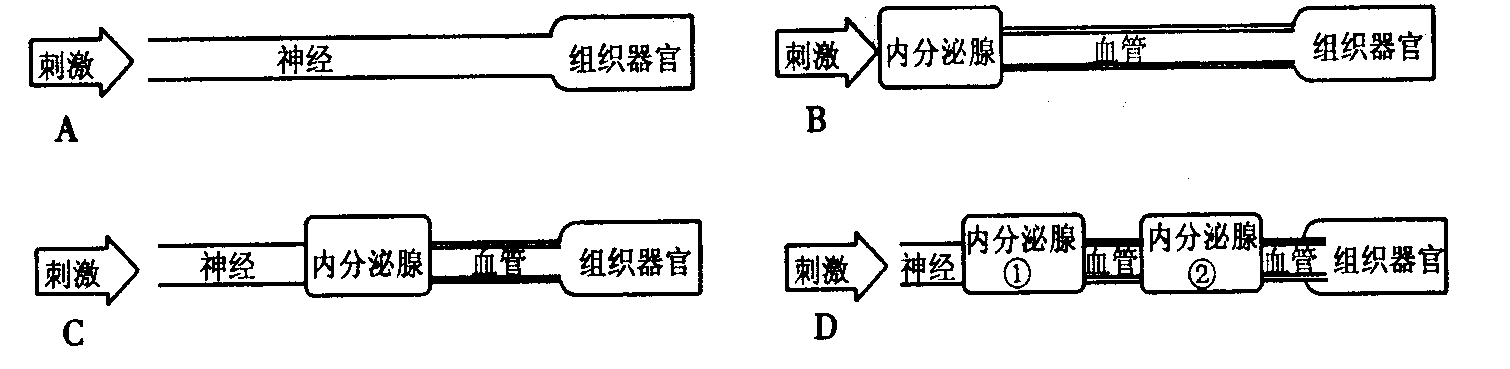 刺激 神经 组织器官
A
刺激 内分泌腺 血管 组织器官
B
刺激 神经 内分泌腺 血管 组织器官
C
刺激 神经 内分泌腺 ① 血管 内分泌腺 ② 血管 组织器官
D